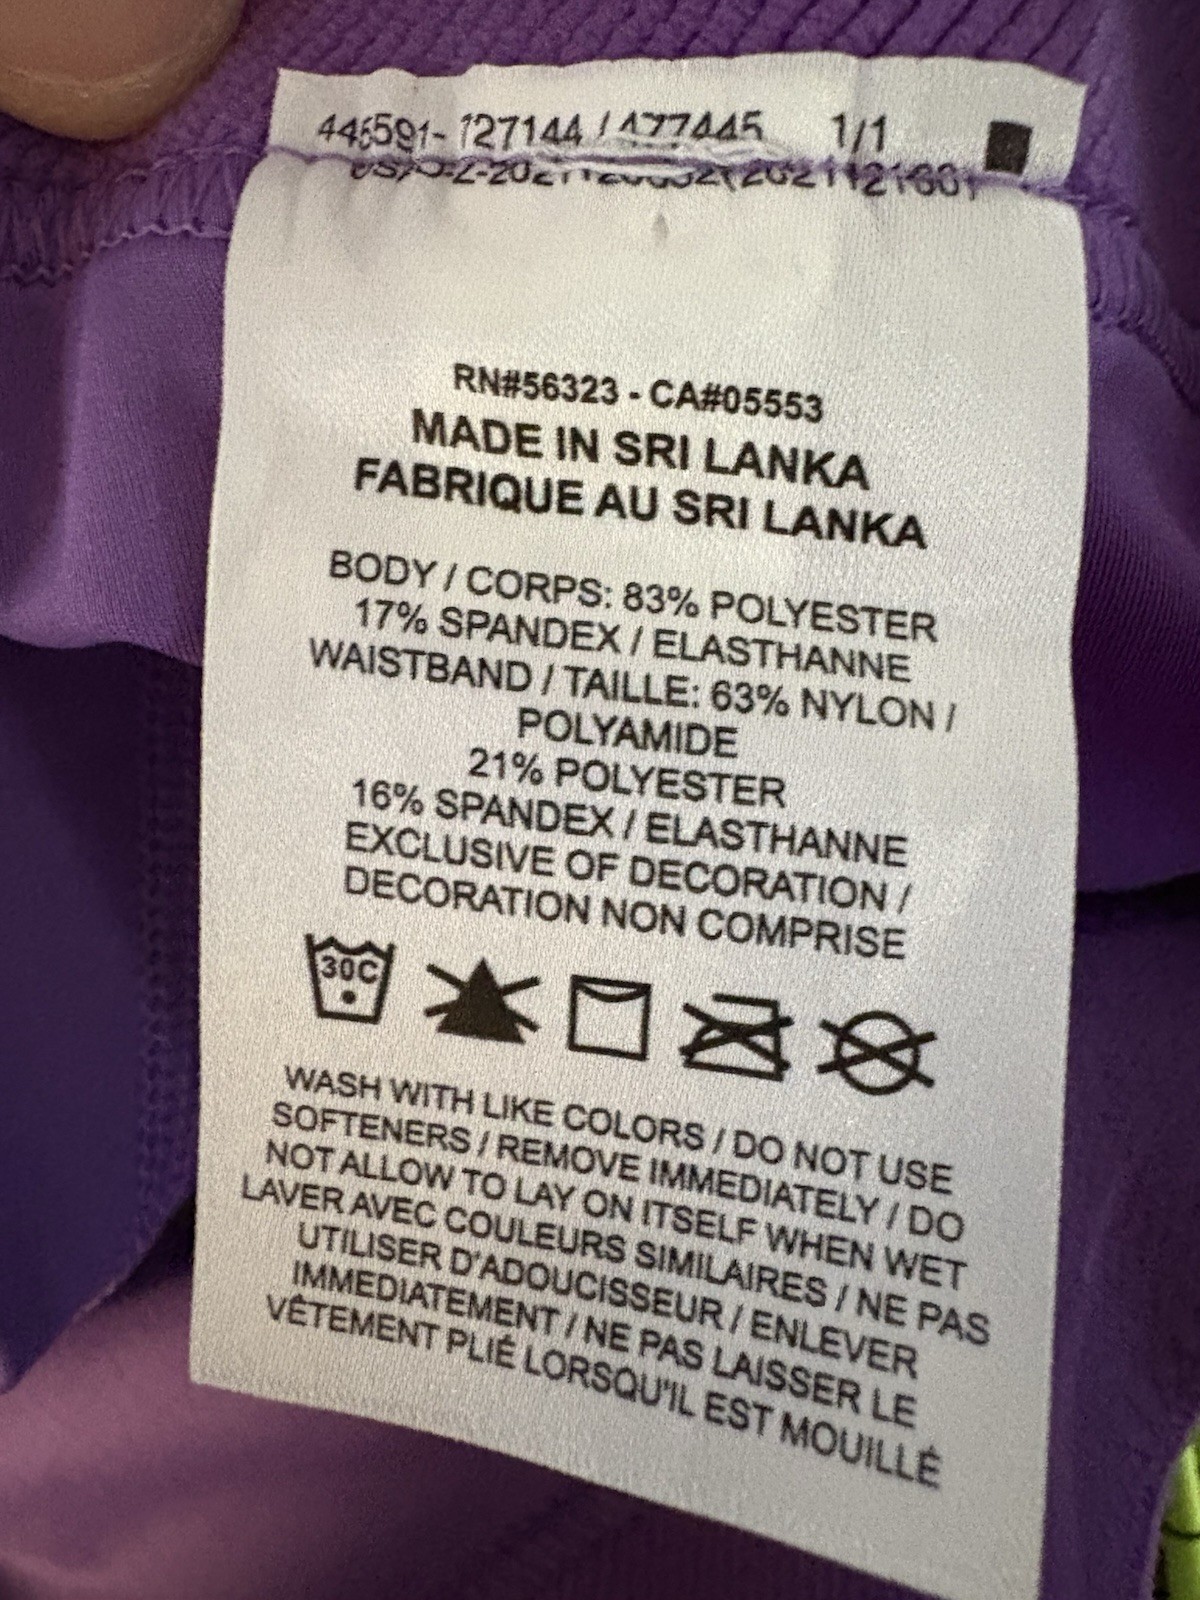 1/1
RN#56323 - CA#05553
MADE IN SRI LANKA
FABRIQUE AU SRI LANKA
BODY / CORPS: 83% POLYESTER
17% SPANDEX / ELASTHANNE
WAISTBAND / TAILLE: 63% NYLON /
POLYAMIDE
21% POLYESTER
16% SPANDEX / ELASTHANNE
EXCLUSIVE OF DECORATION /
DECORATION NON COMPRISE
30C
WASH WITH LIKE COLORS / DO NOT USE
SOFTENERS / REMOVE IMMEDIATELY / DO
NOT ALLOW TO LAY ON ITSELF WHEN WET
LAVER AVEC COULEURS SIMILAIRES / NE PAS
UTILISER D'ADOUCISSEUR / ENLEVER
IMMEDIATEMENT / NE PAS LAISSER LE
VÊTEMENT PLIÉ LORSQU'IL EST MOUILLÉ